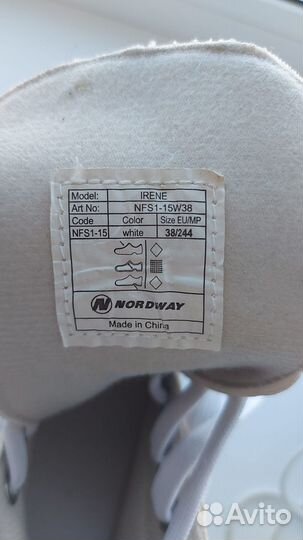 Model: IRENE
Art No: NFS1-15W38
Code Color Size EU/MP
NFS1-15 white 38/244
N NORDWAY
Made in China
Avito